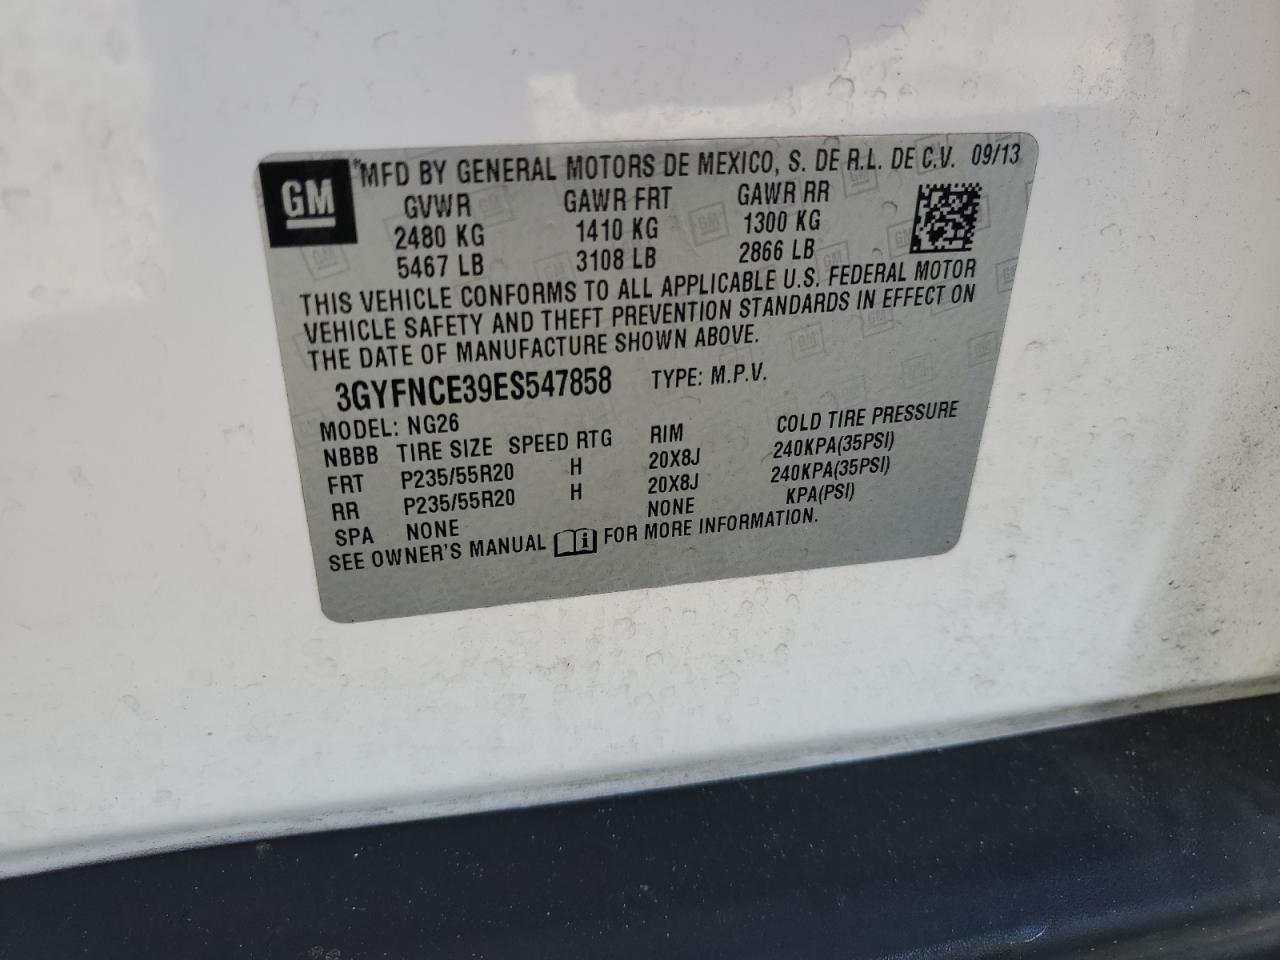 GM
*MFD BY GENERAL MOTORS DE MEXICO, S. DE R.L. DE C.V. 09/13
GVWR GAWR FRT GAWR RR
2480 KG 1410 KG 1300 KG
5467 LB 3108 LB 2866 LB
THIS VEHICLE CONFORMS TO ALL APPLICABLE U.S. FEDERAL MOTOR
VEHICLE SAFETY AND THEFT PREVENTION STANDARDS IN EFFECT ON
THE DATE OF MANUFACTURE SHOWN ABOVE.
3GYFNCE39ES547858 TYPE: M.P.V.
MODEL: NG26
NBBB TIRE SIZE SPEED RTG RIM COLD TIRE PRESSURE
FRT P235/55R20 H 20X8J 240KPA(35PSI)
RR P235/55R20 H 20X8J 240KPA(35PSI)
SPA NONE NONE KPA(PSI)
SEE OWNER'S MANUAL i FOR MORE INFORMATION.